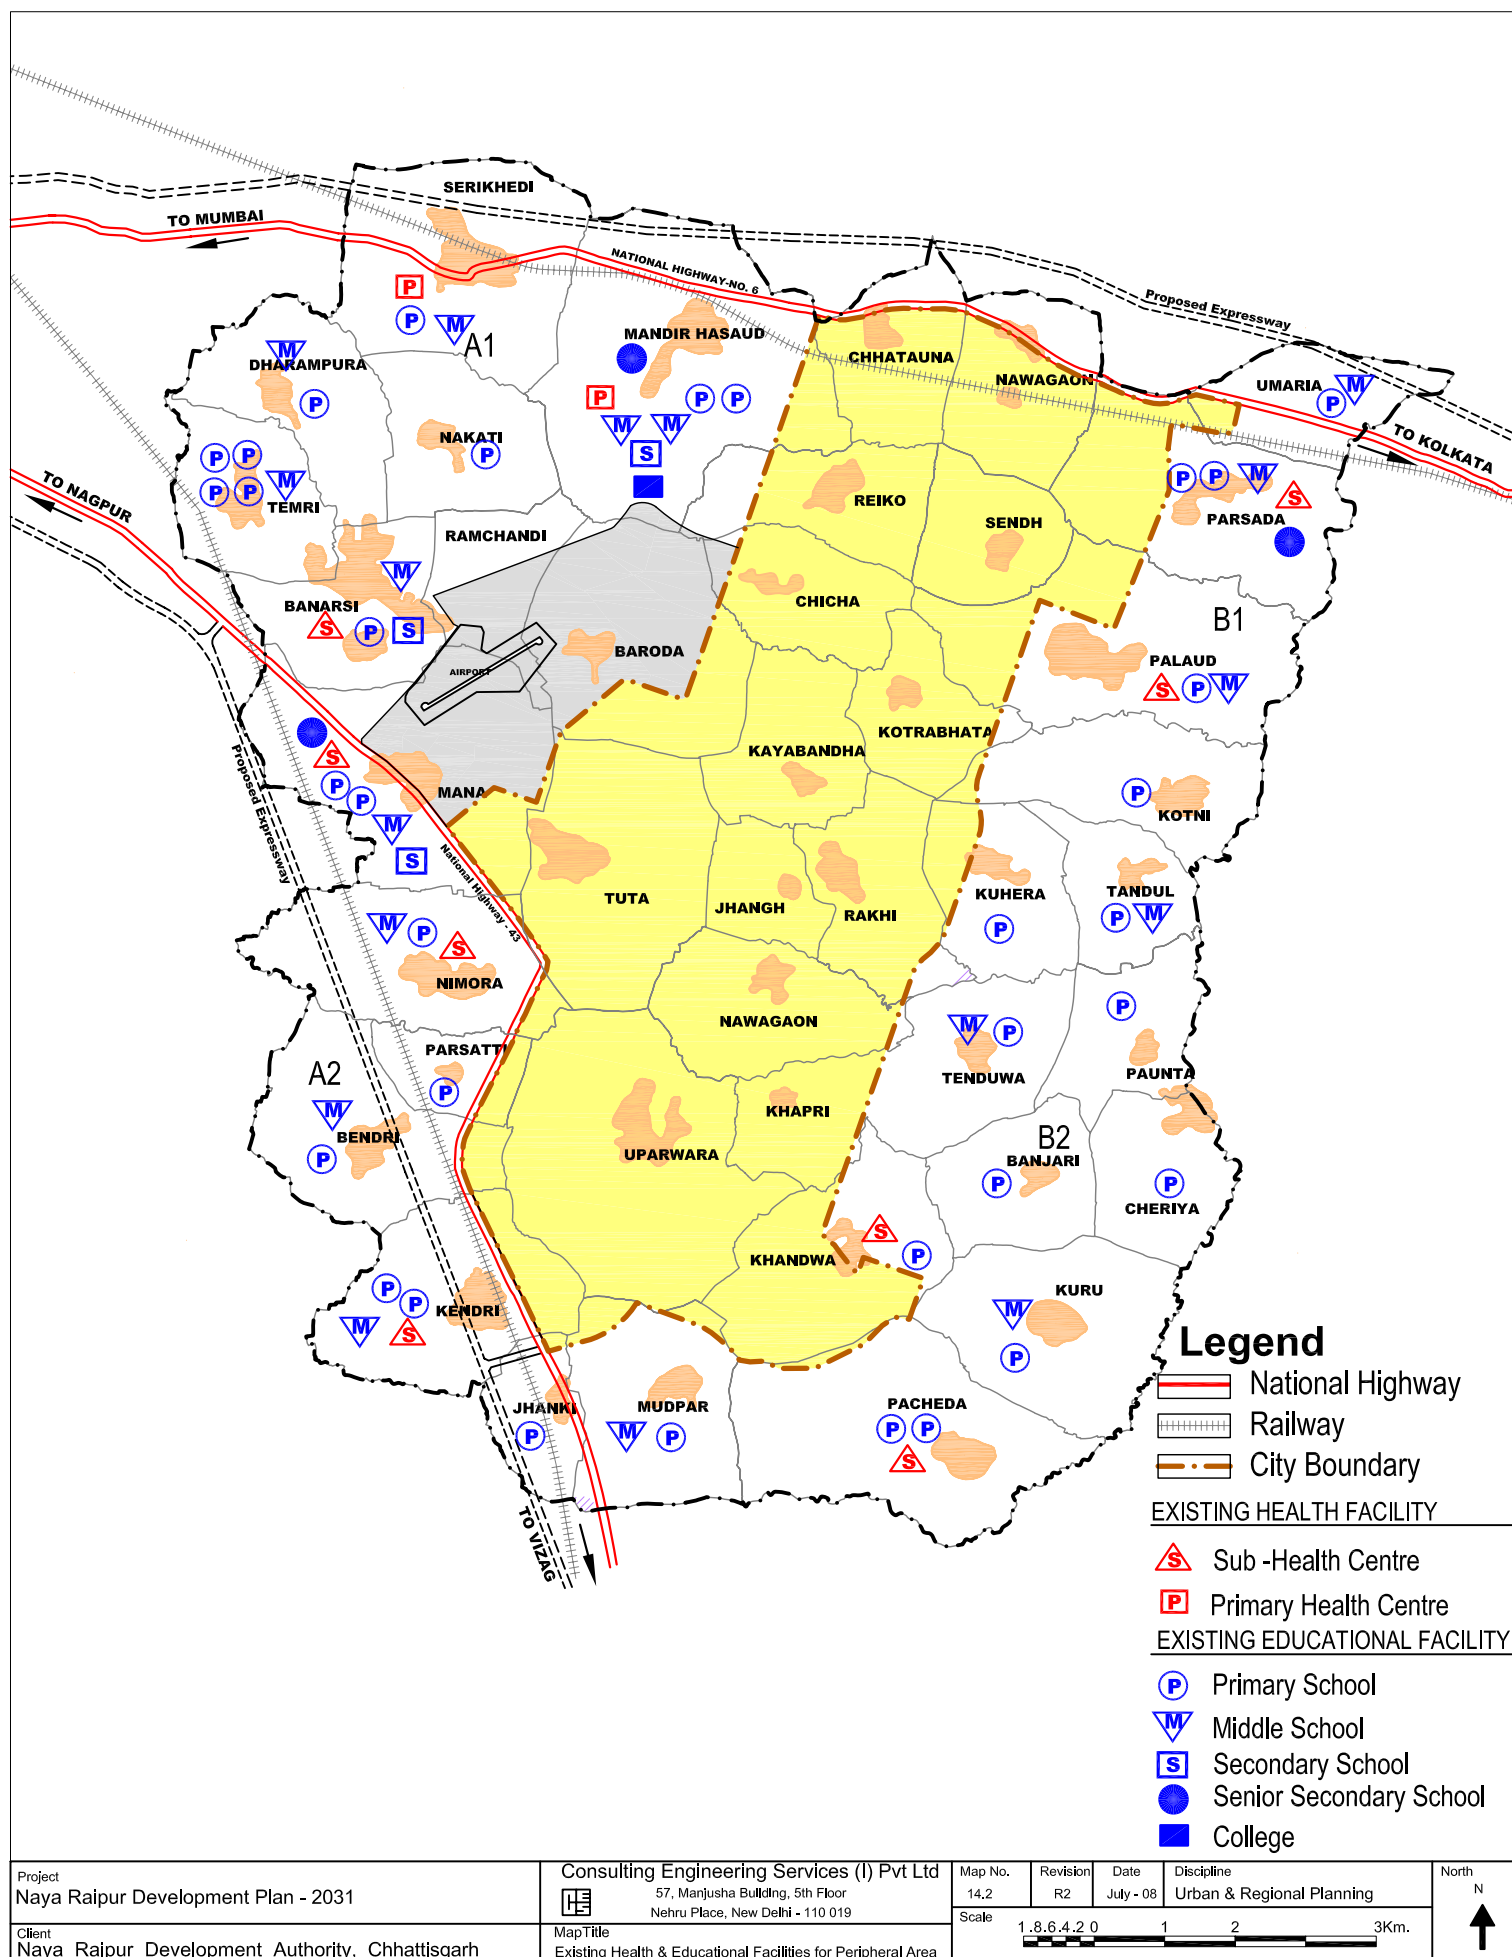 SERIKHEDI
TO MUMBAI
NATIONAL HIGHWAY-NO. 6
Proposed Expressway
P
P
M
A1
MANDIR HASAUD
P
P
P
M
M
S
CHHATAUNA
NAWAGAON
UMARIA
M
P
TO KOLKATA
M
DHARAMPURA
P
NAKATI
P
P
P
P
P
M
TEMRI
TO NAGPUR
REIKO
SENDH
P
P
M
S
PARSADA
RAMCHANDI
M
BANARSI
S
P
S
CHICHA
B1
BARODA
AIRPORT
PALAUD
S
P
M
KOTRABHATA
KAYABANDHA
S
P
P
M
S
MANA
Proposed Expressway
National Highway - 43
P
KOTNI
TUTA
JHANGH
RAKHI
KUHERA
P
TANDUL
P
M
M
P
S
NIMORA
NAWAGAON
P
M
P
TENDUWA
PAUNTA
PARSATTI
P
A2
M
BENDRI
P
KHAPRI
UPARWARA
B2
BANJARI
P
P
CHERIYA
S
P
KHANDWA
KURU
M
P
P
P
M
S
KENDRI
JHANKI
P
MUDPAR
M
P
PACHEDA
P
P
S
TO VIZAG
Legend
National Highway
Railway
City Boundary
EXISTING HEALTH FACILITY
S Sub -Health Centre
P Primary Health Centre
EXISTING EDUCATIONAL FACILITY
P Primary School
M Middle School
S Secondary School
Senior Secondary School
College
Project
Naya Raipur Development Plan - 2031
Client
Naya Raipur Development Authority, Chhattisgarh
Consulting Engineering Services (I) Pvt Ltd
57, Manjusha Building, 5th Floor
Nehru Place, New Delhi - 110 019
MapTitle
Existing Health & Educational Facilities for Peripheral Area
Map No.
14.2
Revision
R2
Date
July - 08
Discipline
Urban & Regional Planning
Scale
1 .8 .6 .4 .2 0 1 2 3Km.
North
N